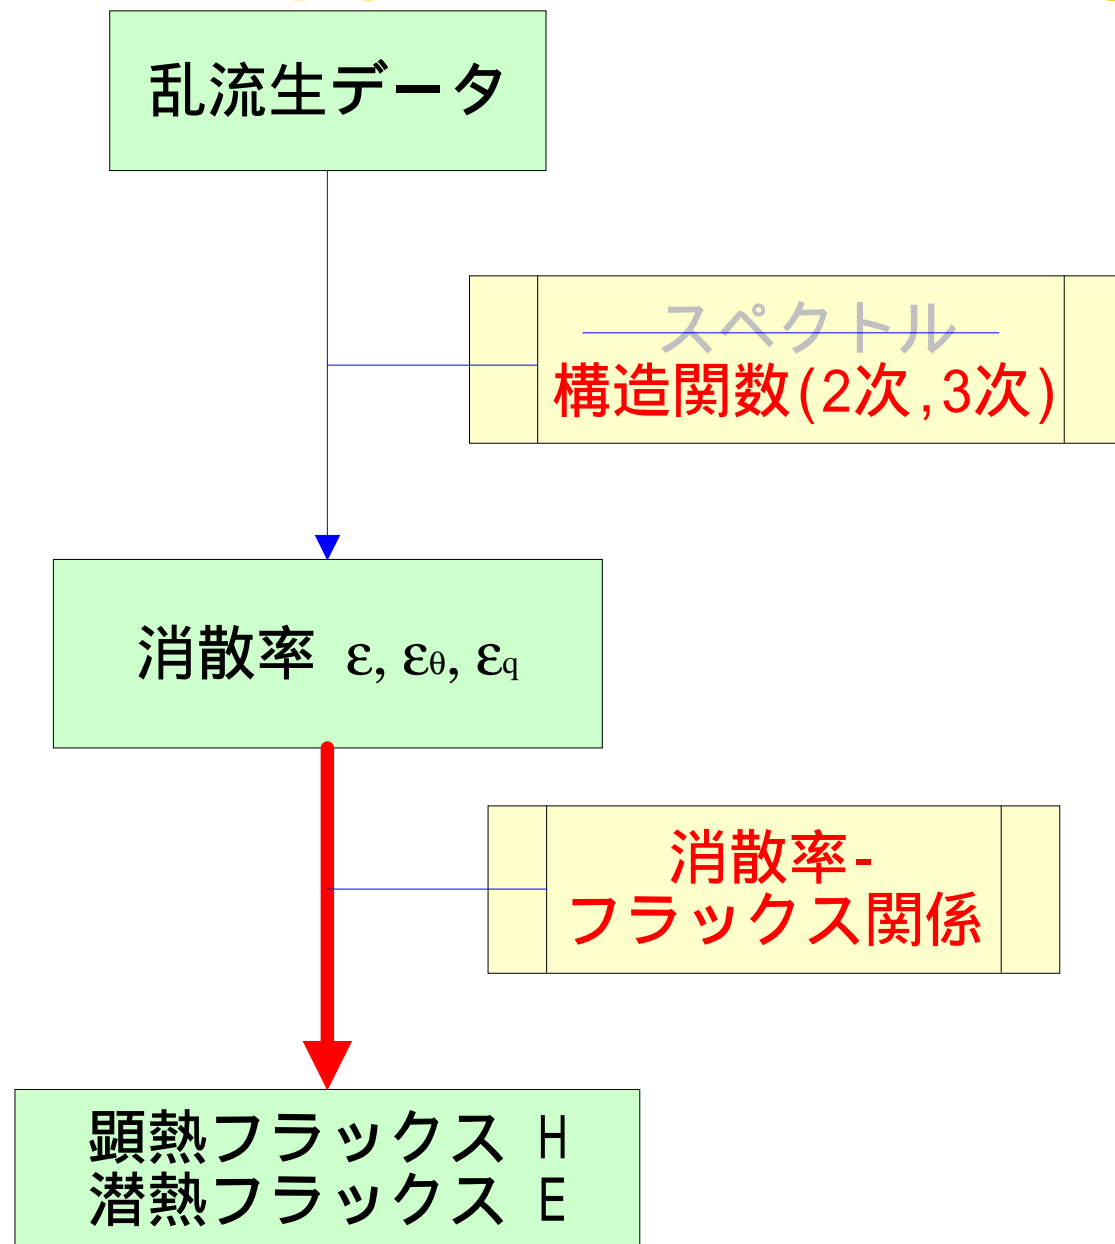 乱流生データ
スペクトル
構造関数(2次,3次)
消散率 ε, εθ, εq
消散率-
フラックス関係
顕熱フラックス H
潜熱フラックス E